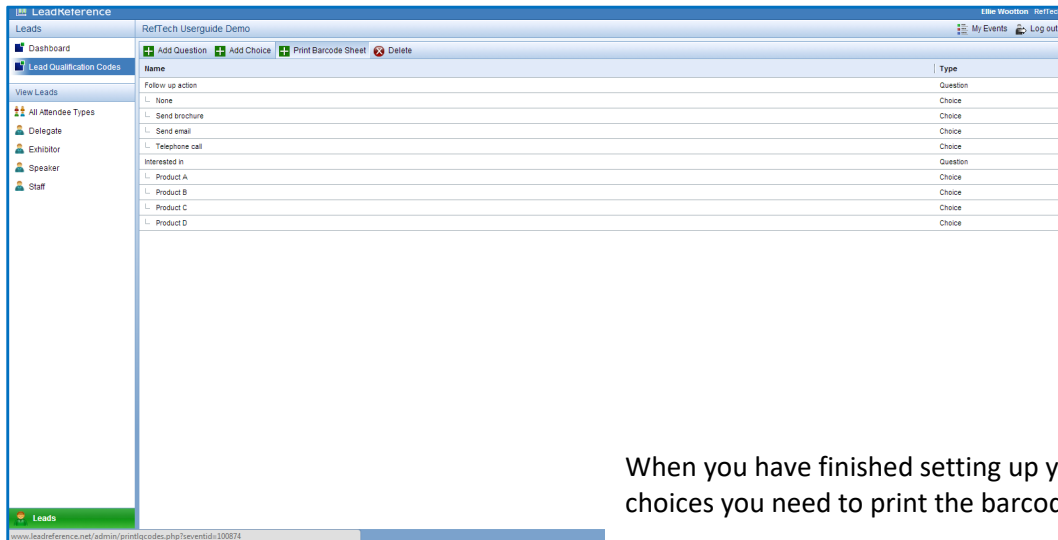 LeadReference
Ellie Wootton RefTec
Leads
RefTech Userguide Demo
My Events Log out
Dashboard
Add Question Add Choice Print Barcode Sheet Delete
Lead Qualification Codes
Name Type
View Leads
Follow up action Question
None Choice
All Attendee Types
Send brochure Choice
Delegate
Send email Choice
Exhibitor
Telephone call Choice
Speaker
Interested in Question
Staff
Product A Choice
Product B Choice
Product C Choice
Product D Choice
When you have finished setting up y
choices you need to print the barcod
Leads
www.leadreference.net/admin/printlqcodes.php?seventid=100874